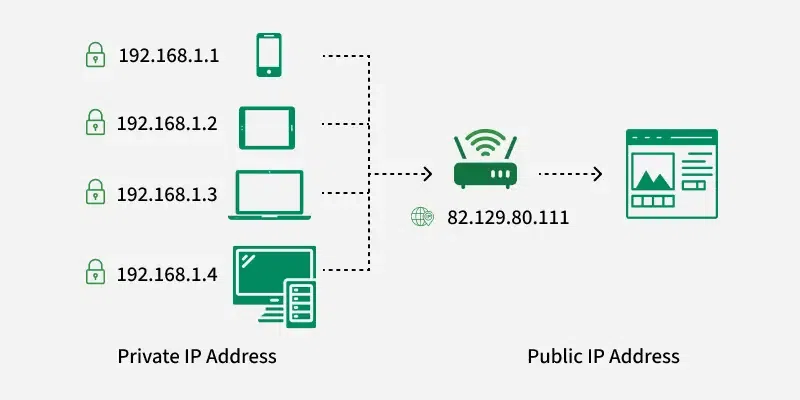 192.168.1.1
192.168.1.2
192.168.1.3
192.168.1.4
82.129.80.111
Private IP Address
Public IP Address